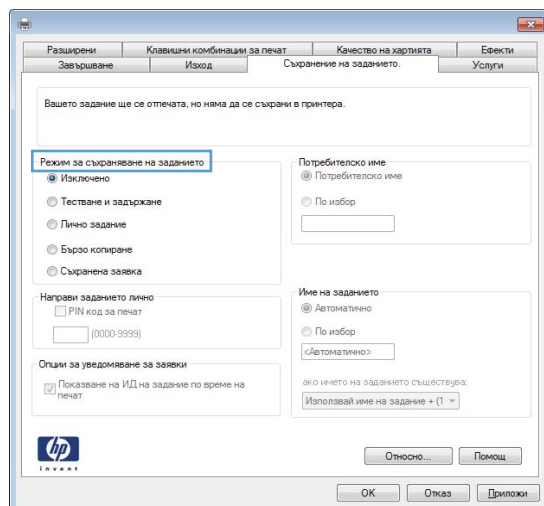 Разширени
Клавишни комбинации за печат
Качество на хартията
Ефекти
Завършване
Изход
Съхранение на заданието.
Услуги
Вашето задание ще се отпечата, но няма да се съхрани в принтера.
Режим за съхраняване на заданието
Изключено
Тестване и задържане
Лично задание
Бързо копиране
Съхранена заявка
Потребителско име
Потребителско име
По избор
Направи заданието лично
PIN код за печат
(0000-9999)
Име на заданието
Автоматично
По избор
<Автоматично>
Опции за уведомяване за заявки
Показване на ИД на задание по време на
печат
ако името на заданието съществува:
Използвай име на задание + (1
hp
invent
Относно...
Помощ
OK
Отказ
Приложи